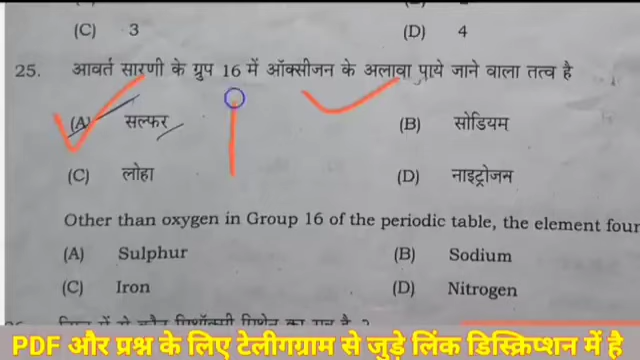 (C) 3 (D) 4
25. आवर्त सारणी के ग्रुप 16 में ऑक्सीजन के अलावा पाये जाने वाला तत्व है
(A) सल्फर (B) सोडियम
(C) लोहा (D) नाइट्रोजन
Other than oxygen in Group 16 of the periodic table, the element four
(A) Sulphur (B) Sodium
(C) Iron (D) Nitrogen
PDF और प्रश्न के लिए टेलीगग्राम से जुड़े लिंक डिस्क्रिप्शन में है